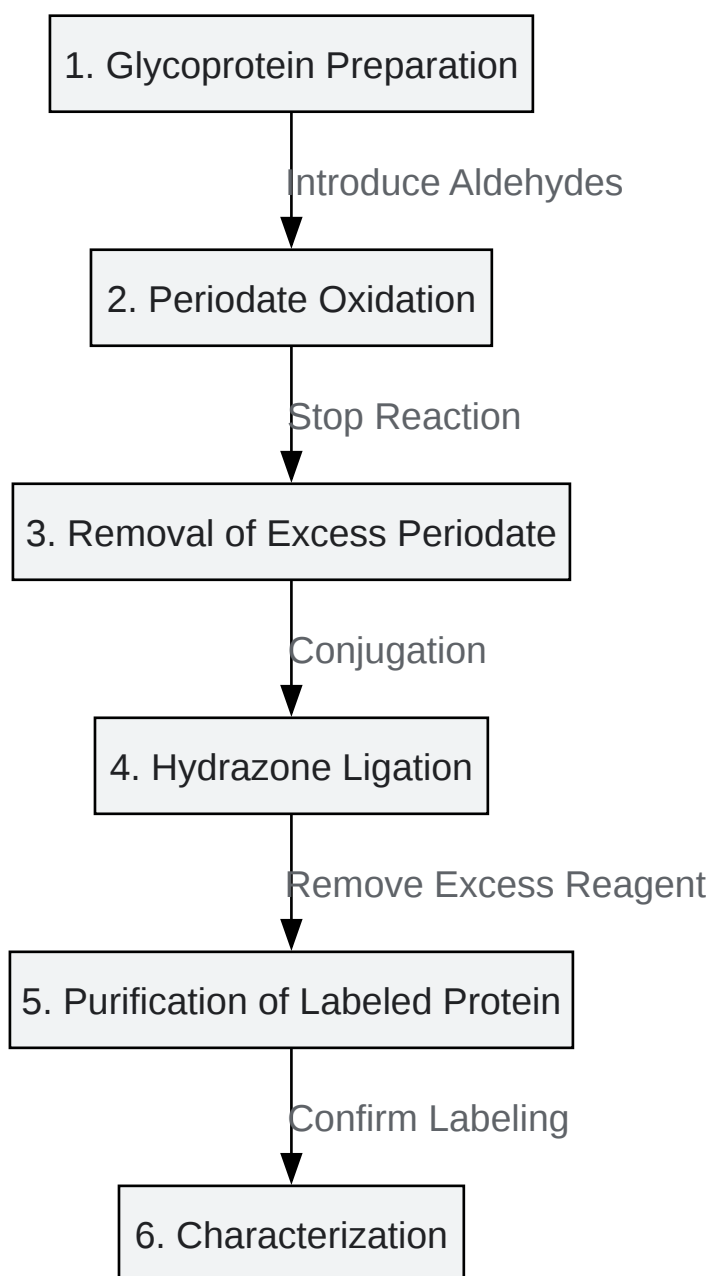 1. Glycoprotein Preparation
Introduce Aldehydes
2. Periodate Oxidation
Stop Reaction
3. Removal of Excess Periodate
Conjugation
4. Hydrazone Ligation
Remove Excess Reagent
5. Purification of Labeled Protein
Confirm Labeling
6. Characterization